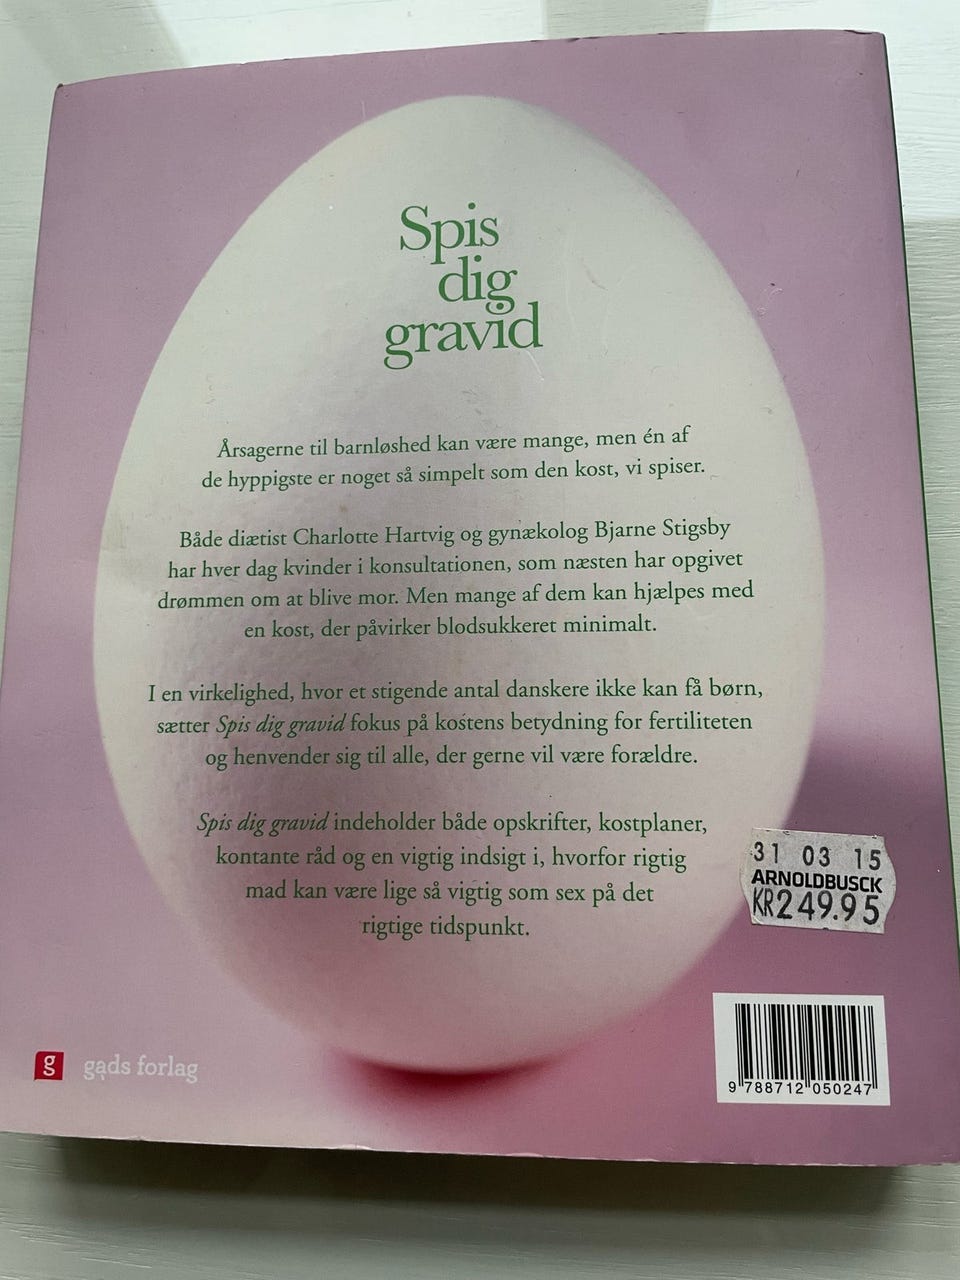 Spis
dig
gravid
Årsagerne til barnløshed kan være mange, men én af
de hyppigste er noget så simpelt som den kost, vi spiser.
Både diætist Charlotte Hartvig og gynækolog Bjarne Stigsby
har hver dag kvinder i konsultationen, som næsten har opgivet
drømmen om at blive mor. Men mange af dem kan hjælpes med
en kost, der påvirker blodsukkeret minimalt.
I en virkelighed, hvor et stigende antal danskere ikke kan få børn,
sætter Spis dig gravid fokus på kostens betydning for fertiliteten
og henvender sig til alle, der gerne vil være forældre.
Spis dig gravid indeholder både opskrifter, kostplaner,
kontante råd og en vigtig indsigt i, hvorfor rigtig
mad kan være lige så vigtig som sex på det
rigtige tidspunkt.
31 03 15
ARNOLDBUSCK
KR249.95
g gads forlag
9 788712 050247